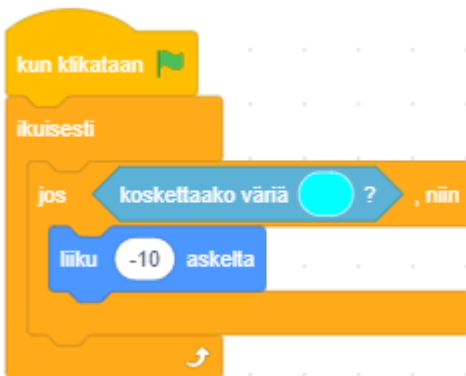 kun klikataan
ikuisesti
jos koskettaako väriä ? , niin
liiku -10 askelta